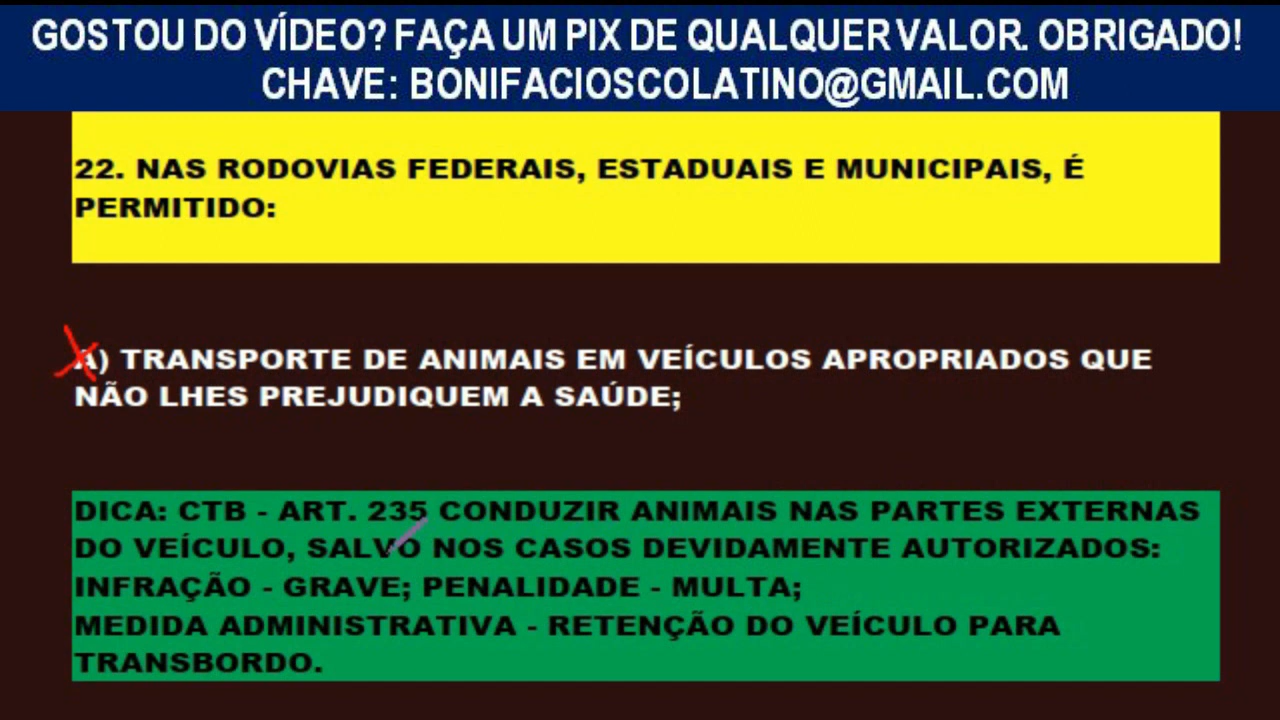 GOSTOU DO VÍDEO? FAÇA UM PIX DE QUALQUER VALOR. OBRIGADO!
CHAVE: BONIFACIOSCOLATINO@GMAIL.COM
22. NAS RODOVIAS FEDERAIS, ESTADUAIS E MUNICIPAIS, É
PERMITIDO:
A) TRANSPORTE DE ANIMAIS EM VEÍCULOS APROPRIADOS QUE
NÃO LHES PREJUDIQUEM A SAÚDE;
DICA: CTB - ART. 235 CONDUZIR ANIMAIS NAS PARTES EXTERNAS
DO VEÍCULO, SALVO NOS CASOS DEVIDAMENTE AUTORIZADOS:
INFRAÇÃO - GRAVE; PENALIDADE - MULTA;
MEDIDA ADMINISTRATIVA - RETENÇÃO DO VEÍCULO PARA
TRANSBORDO.